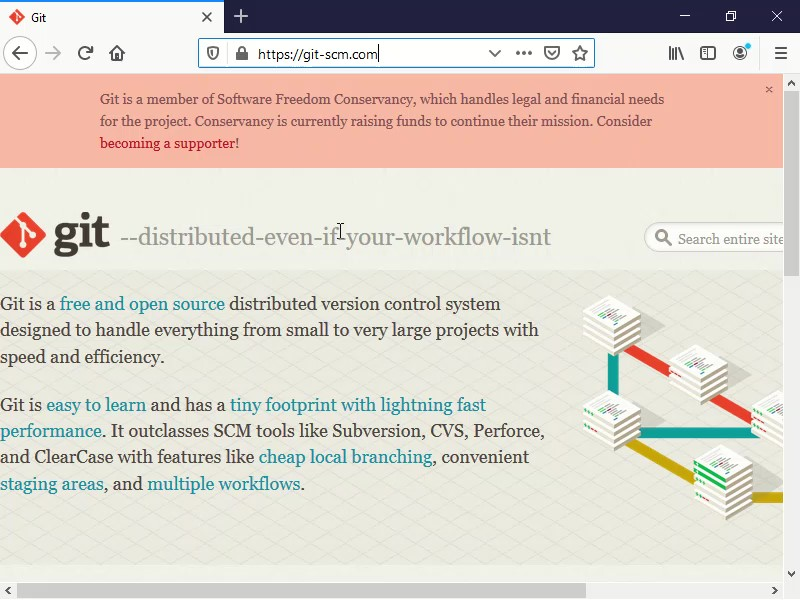 Git
https://git-scm.com
Git is a member of Software Freedom Conservancy, which handles legal and financial needs
for the project. Conservancy is currently raising funds to continue their mission. Consider
becoming a supporter!
git --distributed-even-if-your-workflow-isnt
Search entire site
Git is a free and open source distributed version control system
designed to handle everything from small to very large projects with
speed and efficiency.
Git is easy to learn and has a tiny footprint with lightning fast
performance. It outclasses SCM tools like Subversion, CVS, Perforce,
and ClearCase with features like cheap local branching, convenient
staging areas, and multiple workflows.